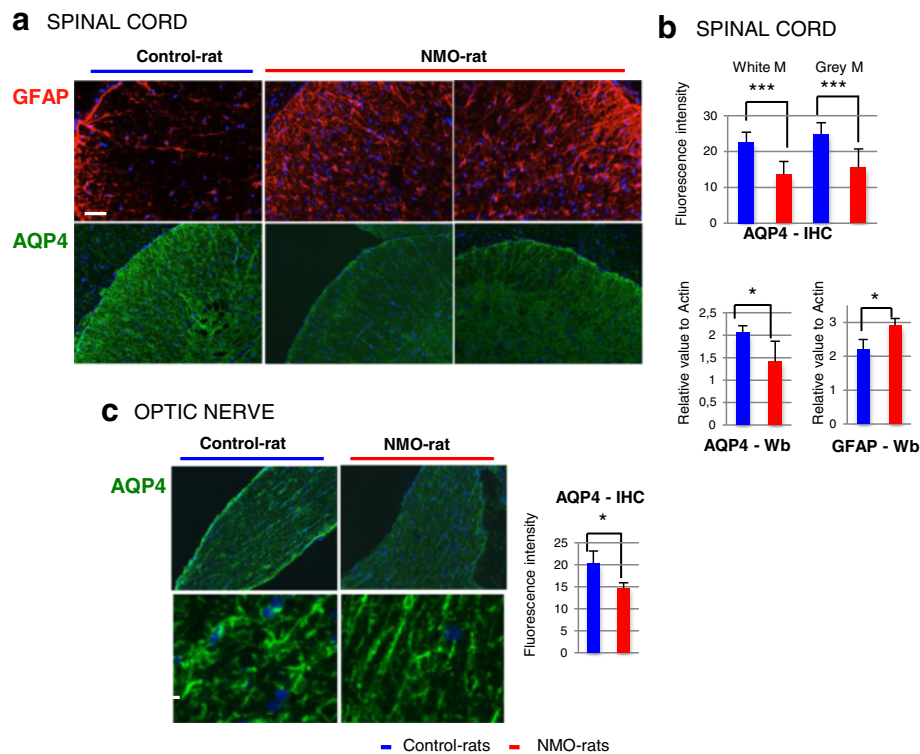 a SPINAL CORD
Control-rat NMO-rat
GFAP
AQP4
b SPINAL CORD
White M Grey M
*** ***
Fluorescence intensity
30
20
10
0
AQP4 - IHC
Relative value to Actin
*
2,5
2
1,5
1
0,5
0
AQP4 - Wb
Relative value to Actin
*
3
2
1
0
GFAP - Wb
c OPTIC NERVE
Control-rat NMO-rat
AQP4
AQP4 - IHC
*
Fluorescence intensity
25
20
15
10
5
0
Control-rats NMO-rats